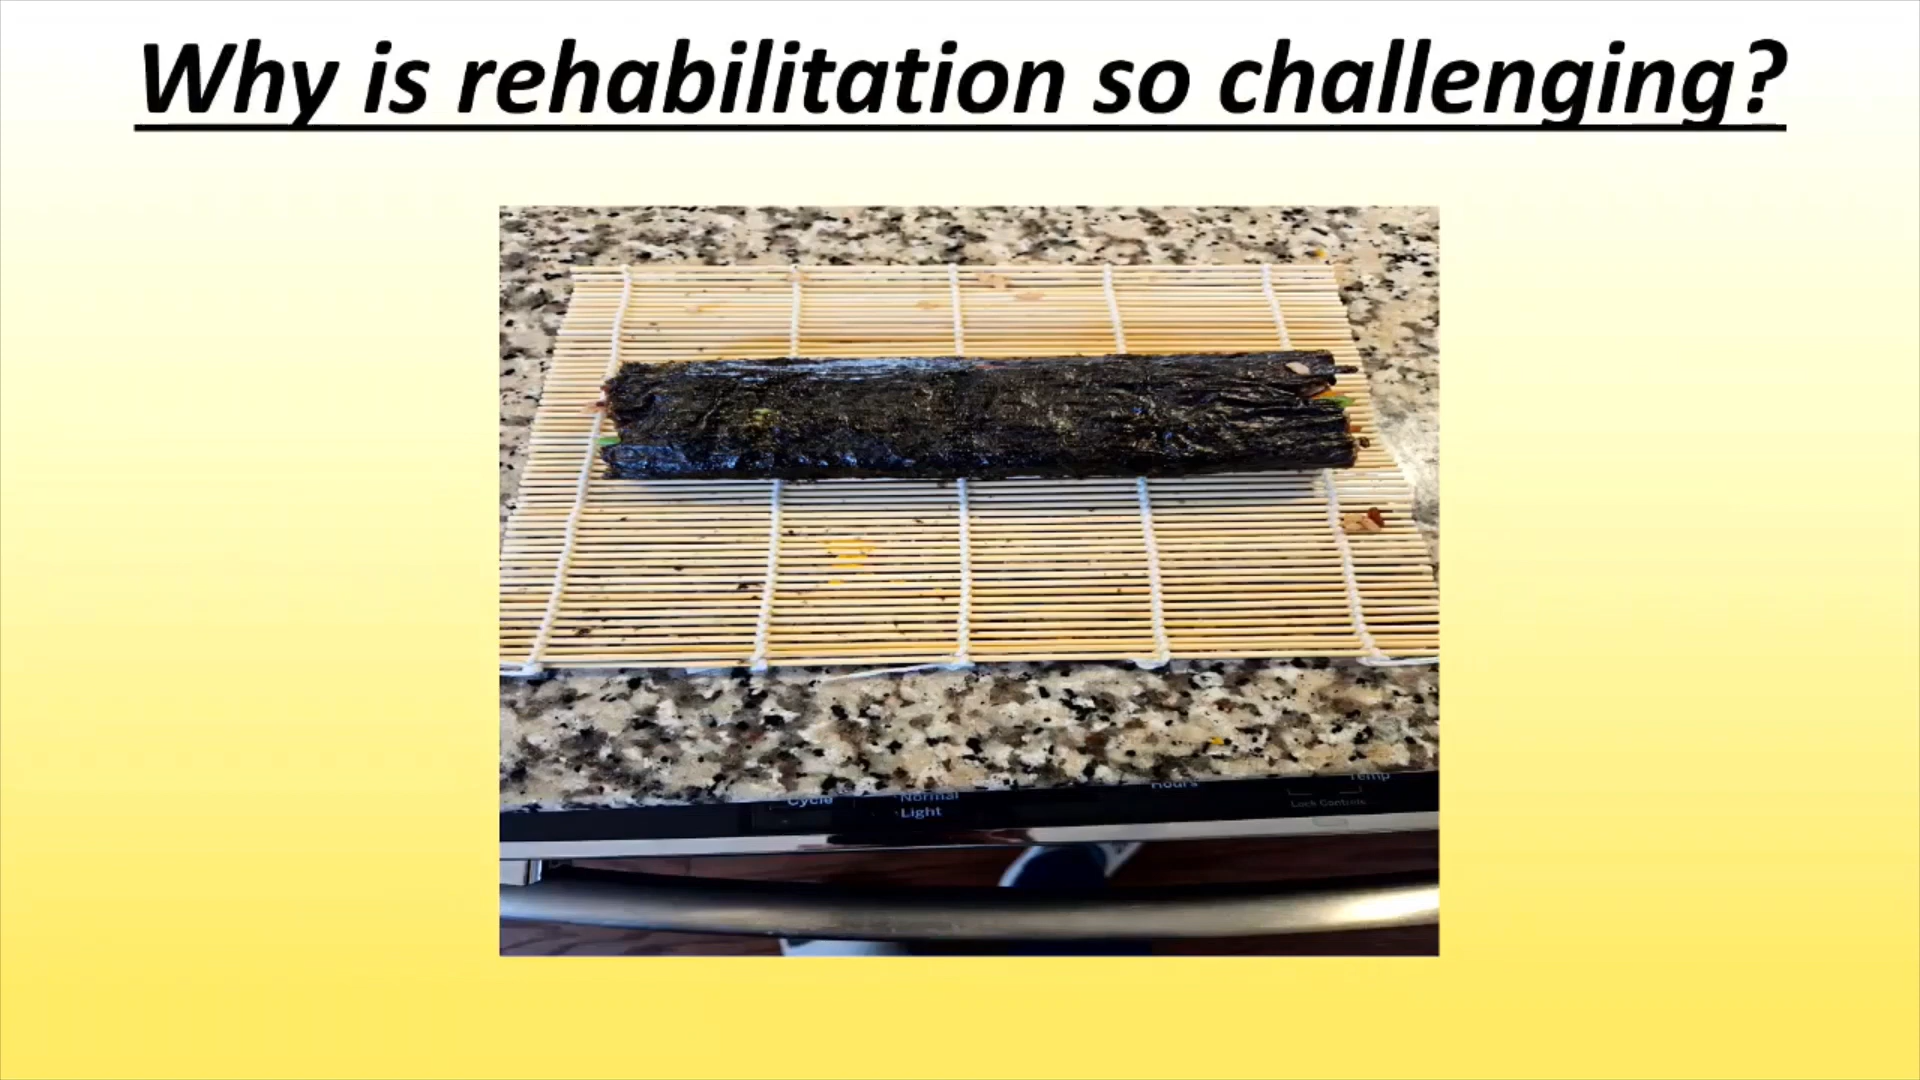 Why is rehabilitation so challenging?
Temp
Hours
Cycle
Normal
Lock Controls
Light